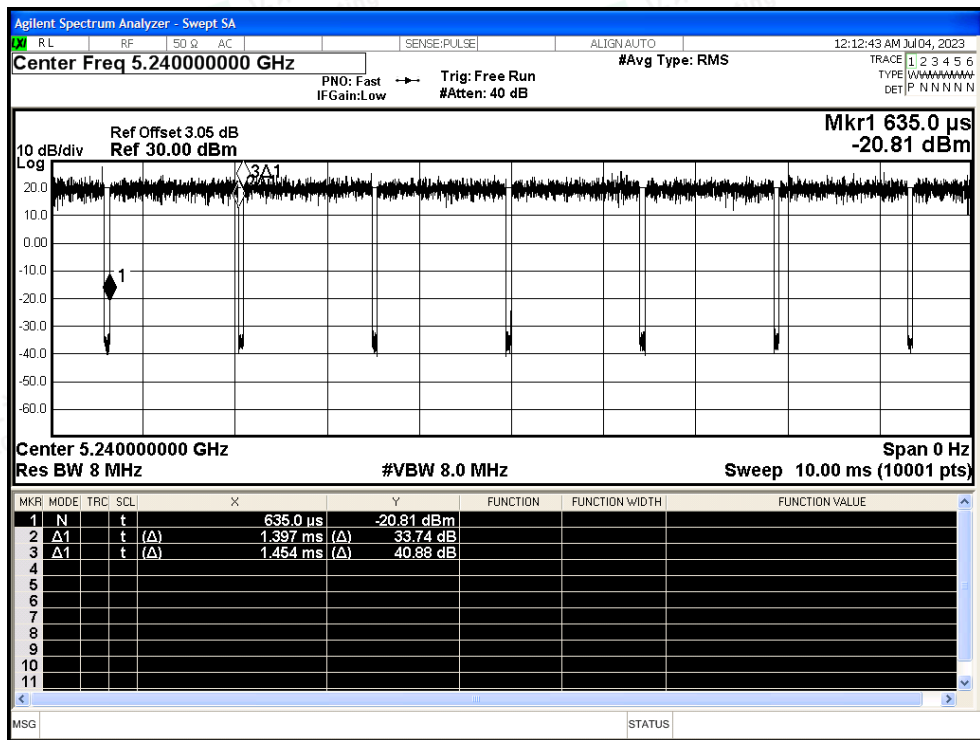 Agilent Spectrum Analyzer - Swept SA
LXI RL RF 50 Ω AC SENSE:PULSE ALIGN AUTO 12:12:43 AM Jul 04, 2023
Center Freq 5.240000000 GHz
#Avg Type: RMS
TRACE 1 2 3 4 5 6
PNO: Fast Trig: Free Run
TYPE
IFGain:Low #Atten: 40 dB
DET P N N N N N
Mkr1 635.0 µs
-20.81 dBm
Ref Offset 3.05 dB
10 dB/div Ref 30.00 dBm
Log
3Δ1
20.0
10.0
0.00
-10.0
1
-20.0
-30.0
-40.0
-50.0
-60.0
Center 5.240000000 GHz Span 0 Hz
Res BW 8 MHz #VBW 8.0 MHz Sweep 10.00 ms (10001 pts)
MKR MODE TRC SCL X Y FUNCTION FUNCTION WIDTH FUNCTION VALUE
1 N t 635.0 µs -20.81 dBm
2 Δ1 t (Δ) 1.397 ms (Δ) 33.74 dB
3 Δ1 t (Δ) 1.454 ms (Δ) 40.88 dB
4
5
6
7
8
9
10
11
MSG STATUS